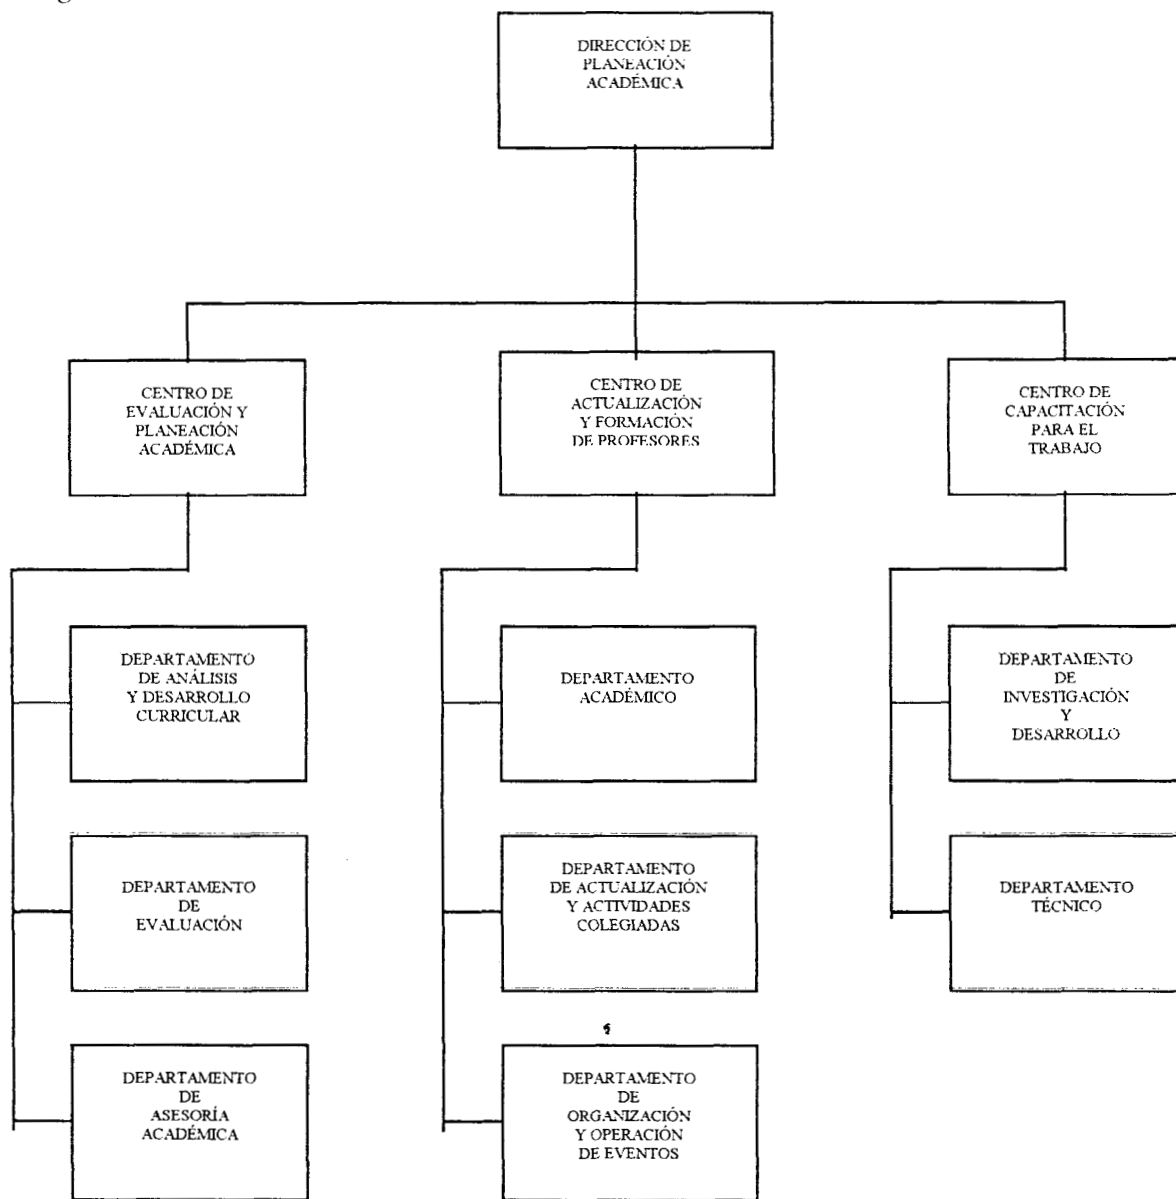 DIRECCIÓN DE
PLANEACIÓN
ACADÉMICA
CENTRO DE
EVALUACIÓN Y
PLANEACIÓN
ACADÉMICA
CENTRO DE
ACTUALIZACIÓN
Y FORMACIÓN
DE PROFESORES
CENTRO DE
CAPACITACIÓN
PARA EL
TRABAJO
DEPARTAMENTO
DE ANÁLISIS
Y DESARROLLO
CURRICULAR
DEPARTAMENTO
ACADÉMICO
DEPARTAMENTO
DE
INVESTIGACIÓN
Y
DESARROLLO
DEPARTAMENTO
DE
EVALUACIÓN
DEPARTAMENTO
DE ACTUALIZACIÓN
Y ACTIVIDADES
COLEGIADAS
DEPARTAMENTO
TÉCNICO
DEPARTAMENTO
DE
ASESORÍA
ACADÉMICA
DEPARTAMENTO
DE
ORGANIZACIÓN
Y OPERACIÓN
DE EVENTOS